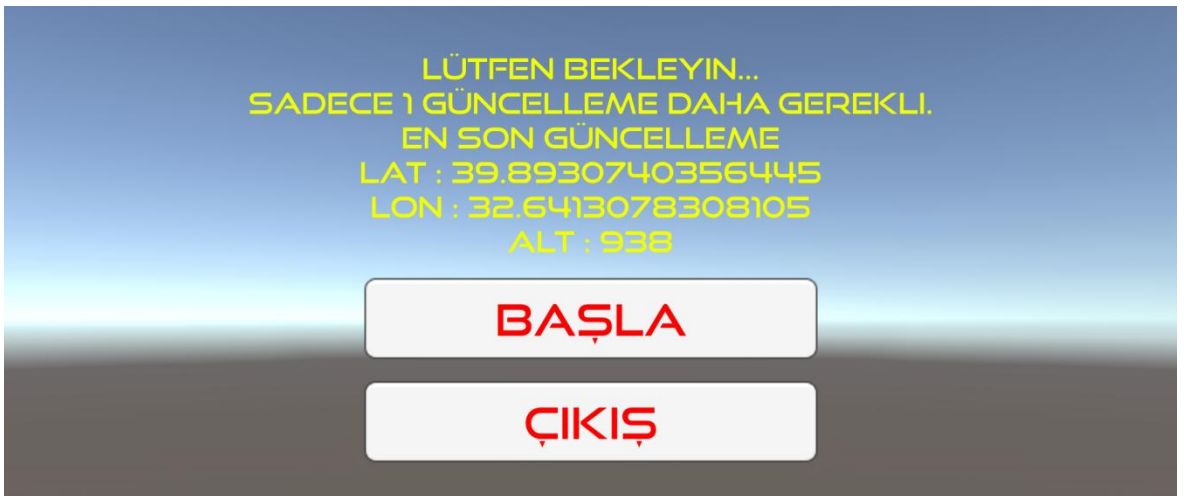 LÜTFEN BEKLEYIN...
SADECE 1 GÜNCELLEME DAHA GEREKLI.
EN SON GÜNCELLEME
LAT : 39.8930740356445
LON : 32.6413078308105
ALT : 938
BAŞLA
ÇIKIŞ